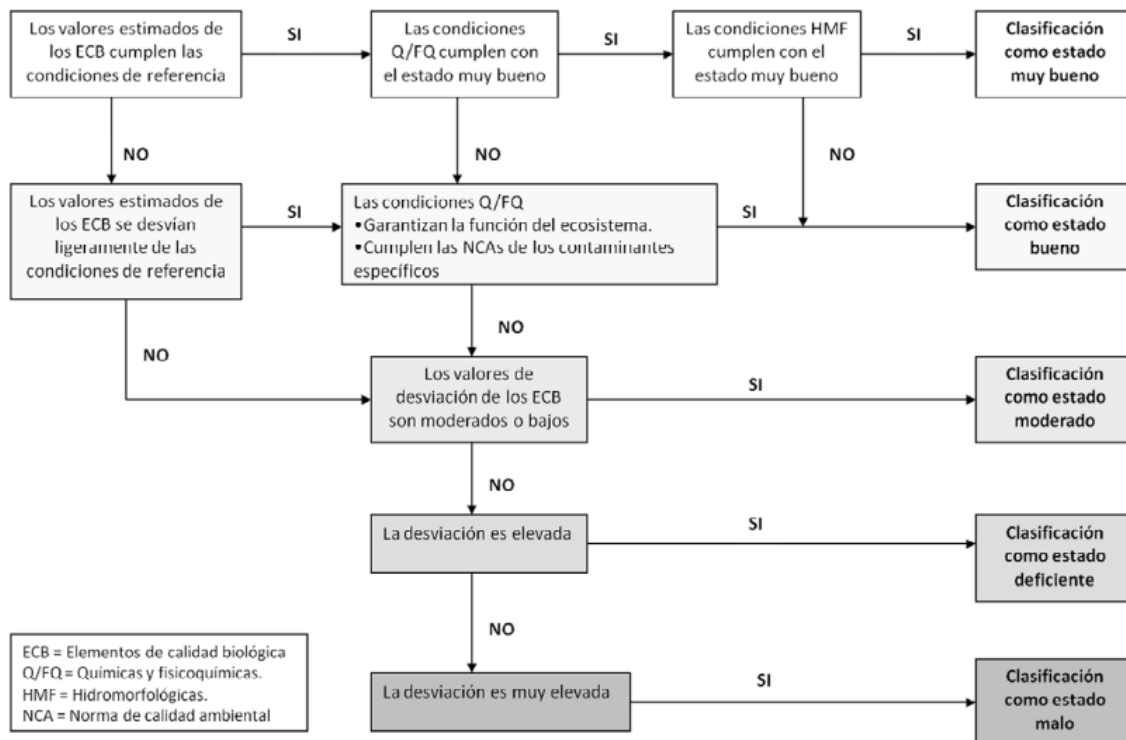 Los valores estimados de
los ECB cumplen las
condiciones de referencia
SI
Las condiciones
Q/FQ cumplen con
el estado muy bueno
SI
Las condiciones HMF
cumplen con el
estado muy bueno
SI
Clasificación
como estado
muy bueno
NO
NO
NO
Los valores estimados de
los ECB se desvían
ligeramente de las
condiciones de referencia
SI
Las condiciones Q/FQ
•Garantizan la función del ecosistema.
•Cumplen las NCAs de los contaminantes
específicos
SI
Clasificación
como estado
bueno
NO
NO
Los valores de
desviación de los ECB
son moderados o bajos
SI
Clasificación
como estado
moderado
NO
La desviación es elevada
SI
Clasificación
como estado
deficiente
NO
La desviación es muy elevada
SI
Clasificación
como estado
malo
ECB = Elementos de calidad biológica
Q/FQ = Químicas y fisicoquímicas.
HMF = Hidromorfológicas.
NCA = Norma de calidad ambiental